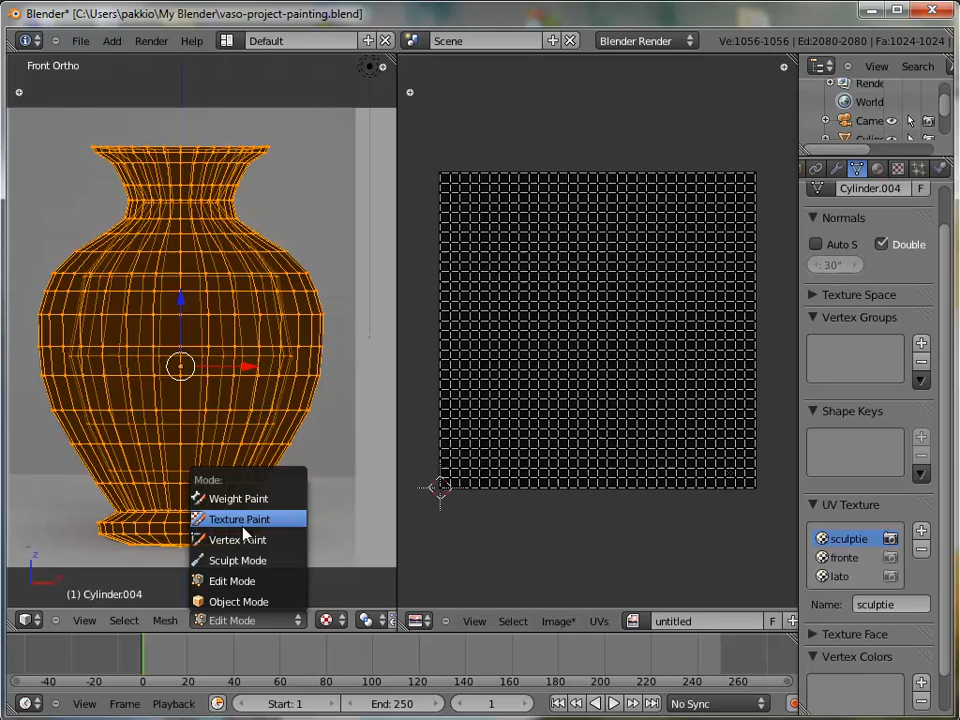 Blender* [C:\Users\pakkio\My Blender\vaso-project-painting.blend]
File Add Render Help Default Scene Blender Render Ve:1056-1056 | Ed:2080-2080 | Fa:1024-1024 |
Front Ortho
View Search
Rende
World
Came
Cylinder.004 F
Normals
Auto S Double
30°
Texture Space
Vertex Groups
Shape Keys
UV Texture
sculptie
fronte
lato
Name: sculptie
Texture Face
Vertex Colors
Mode:
Weight Paint
Texture Paint
Vertex Paint
Sculpt Mode
Edit Mode
Object Mode
z
(1) Cylinder.004
View Select Mesh Edit Mode View Select Image* UVs untitled F
-40 -20 0 20 40 60 80 100 120 140 160 180 200 220 240 260
View Frame Playback Start: 1 End: 250 1 No Sync